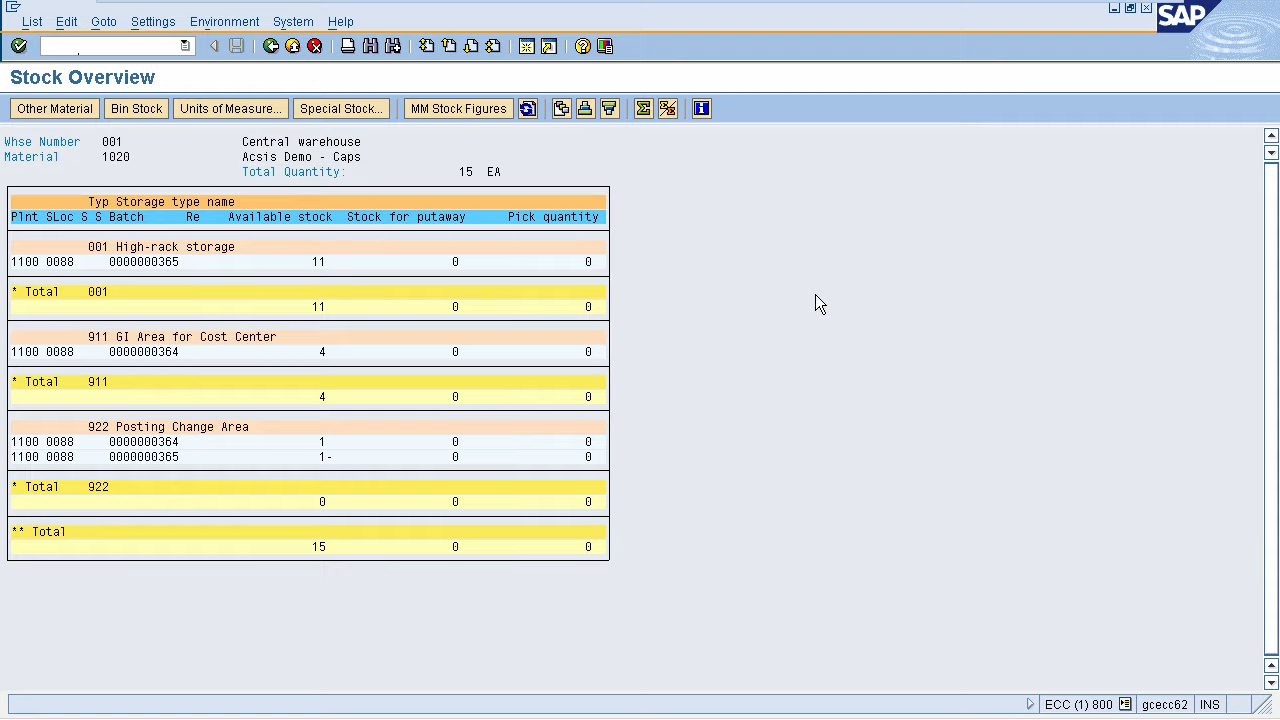 List Edit Goto Settings Environment System Help
SAP
Stock Overview
Other Material Bin Stock Units of Measure... Special Stock... MM Stock Figures
Whse Number 001 Central warehouse
Material 1020 Acsis Demo - Caps
Total Quantity: 15 EA
Typ Storage type name
Plnt SLoc S S Batch Re Available stock Stock for putaway Pick quantity
001 High-rack storage
1100 0088 0000000365 11 0 0
* Total 001
11 0 0
911 GI Area for Cost Center
1100 0088 0000000364 4 0 0
* Total 911
4 0 0
922 Posting Change Area
1100 0088 0000000364 1 0 0
1100 0088 0000000365 1- 0 0
* Total 922
0 0 0
** Total
15 0 0
ECC (1) 800 gcecc62 INS